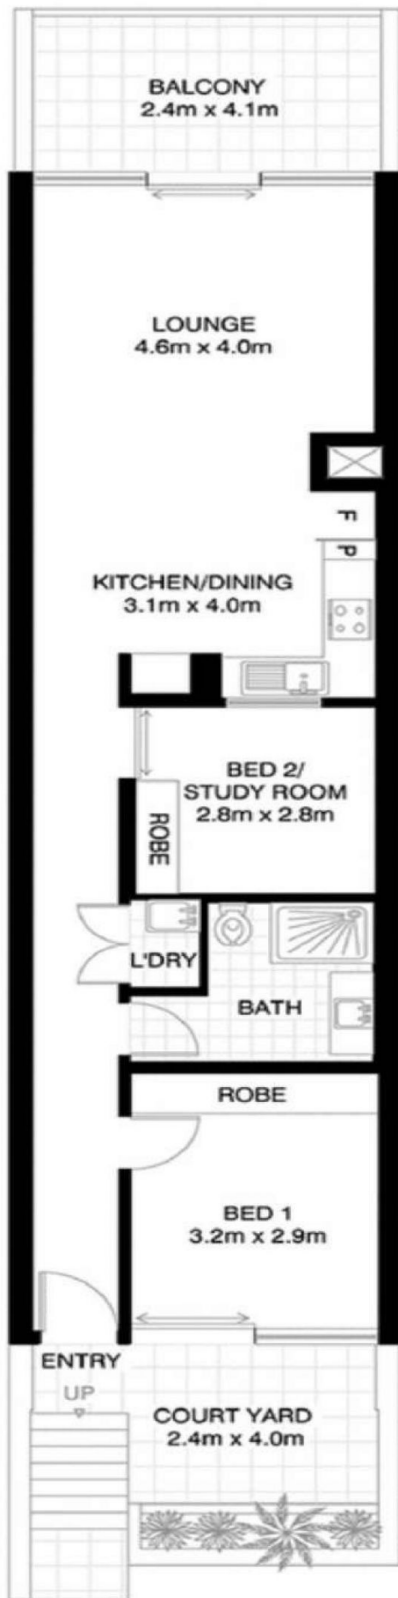 BALCONY
2.4m x 4.1m
LOUNGE
4.6m x 4.0m
F
P
KITCHEN/DINING
3.1m x 4.0m
BED 2/
STUDY ROOM
2.8m x 2.8m
ROBE
L'DRY
BATH
ROBE
BED 1
3.2m x 2.9m
ENTRY
UP
COURT YARD
2.4m x 4.0m